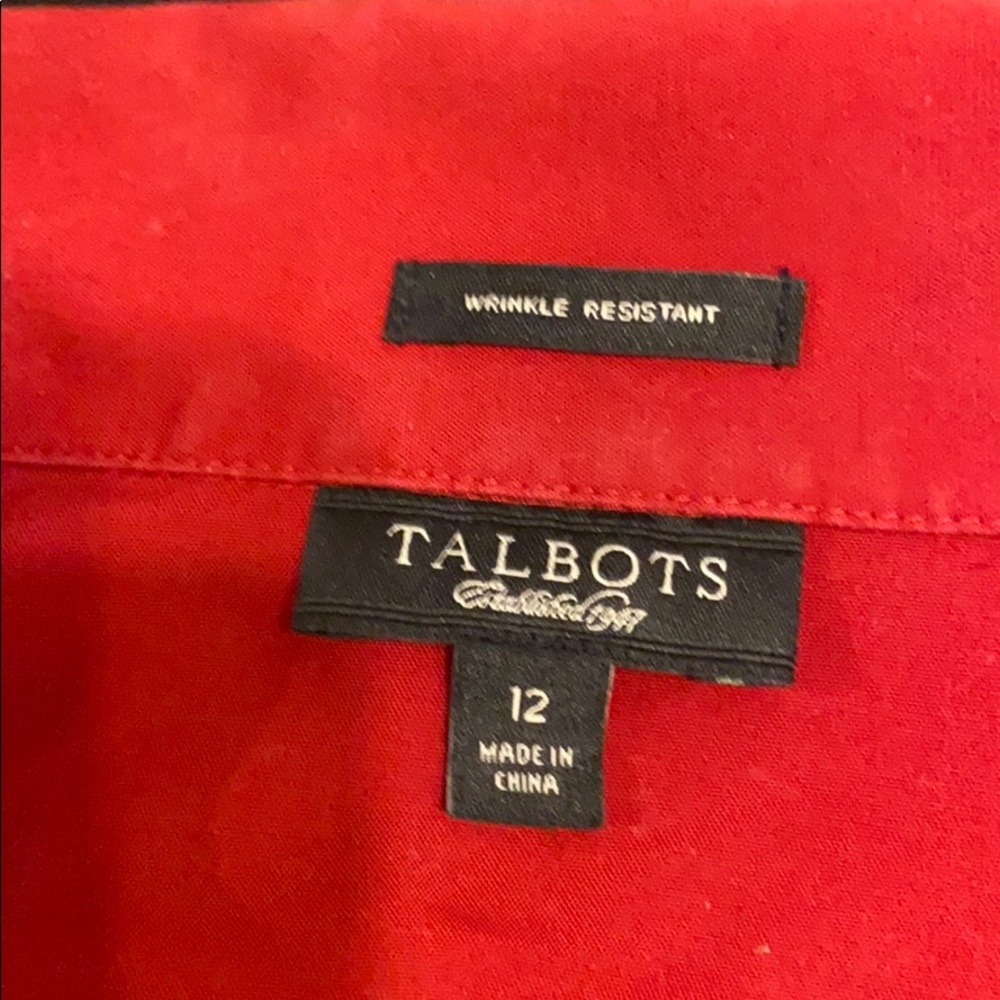 WRINKLE RESISTANT
TALBOTS
Established 1947
12
MADE IN
CHINA